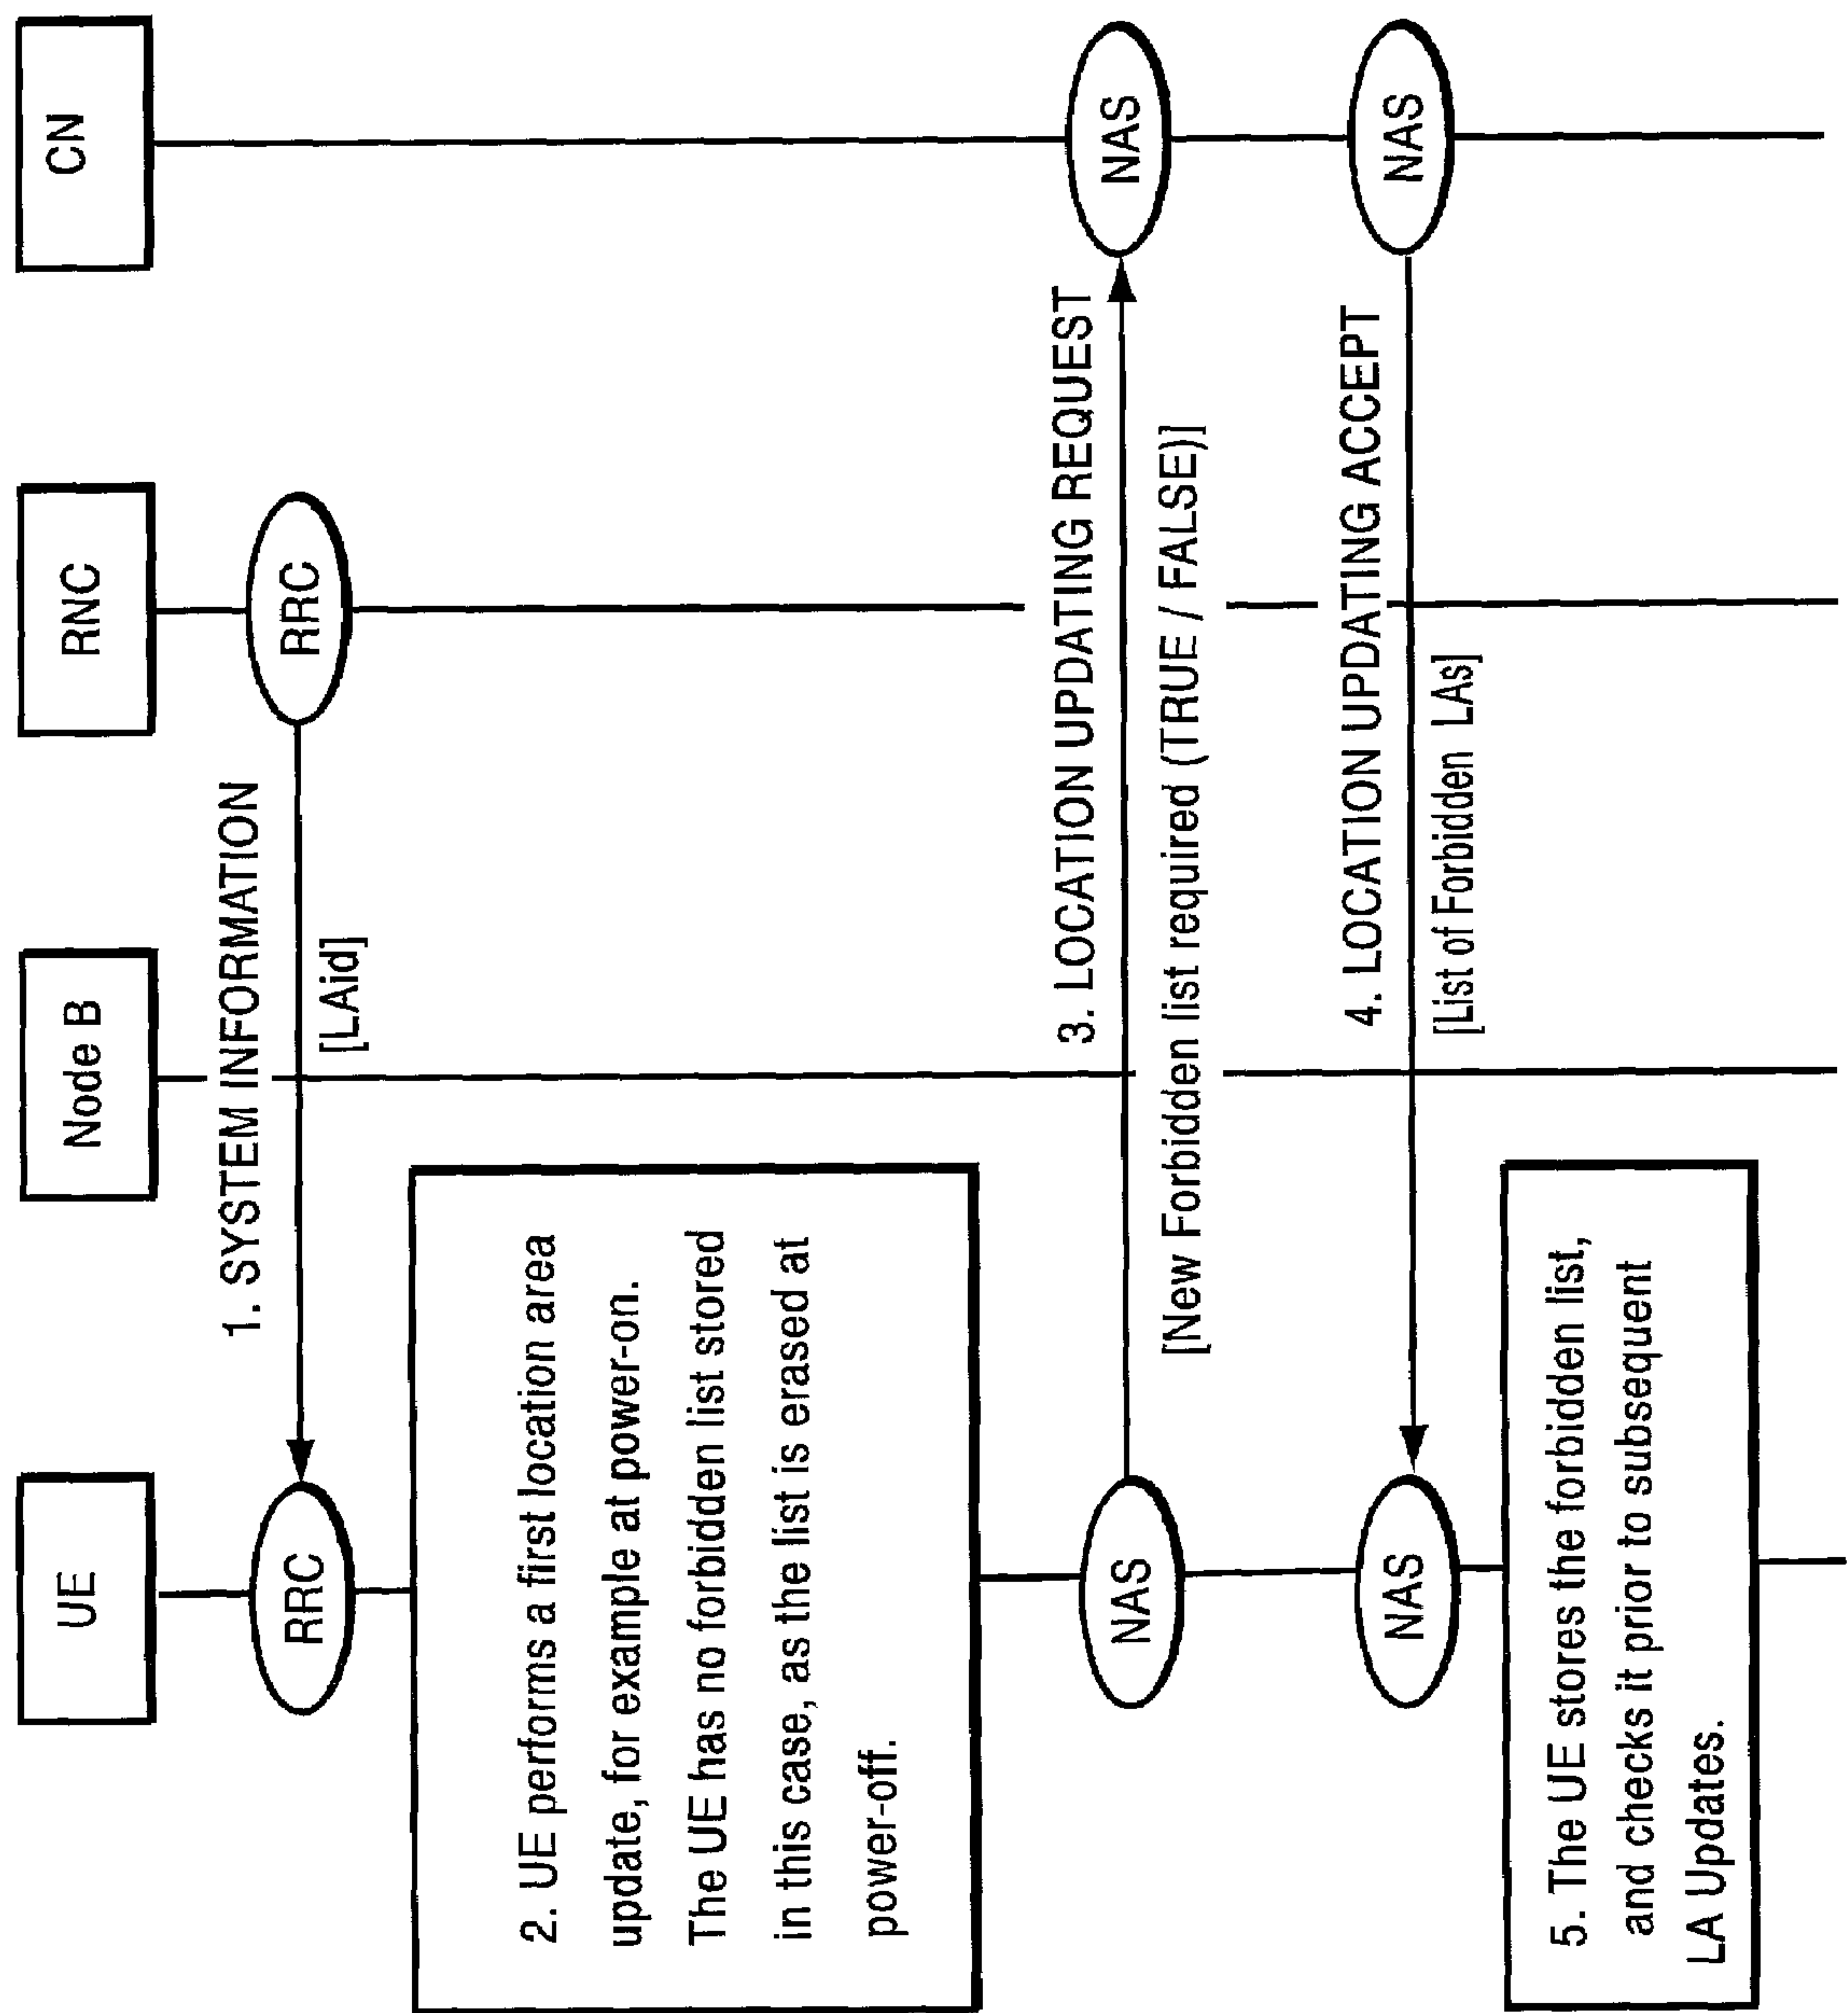 UE
Node B
RNC
CN
1. SYSTEM INFORMATION
RRC
RRC
[LAid]
2. UE performs a first location area
update, for example at power-on.
The UE has no forbidden list stored
in this case, as the list is erased at
power-off.
3. LOCATION UPDATING REQUEST
NAS
NAS
[New Forbidden list required (TRUE / FALSE)]
4. LOCATION UPDATING ACCEPT
NAS
NAS
[List of Forbidden LAs]
5. The UE stores the forbidden list,
and checks it prior to subsequent
LA Updates.